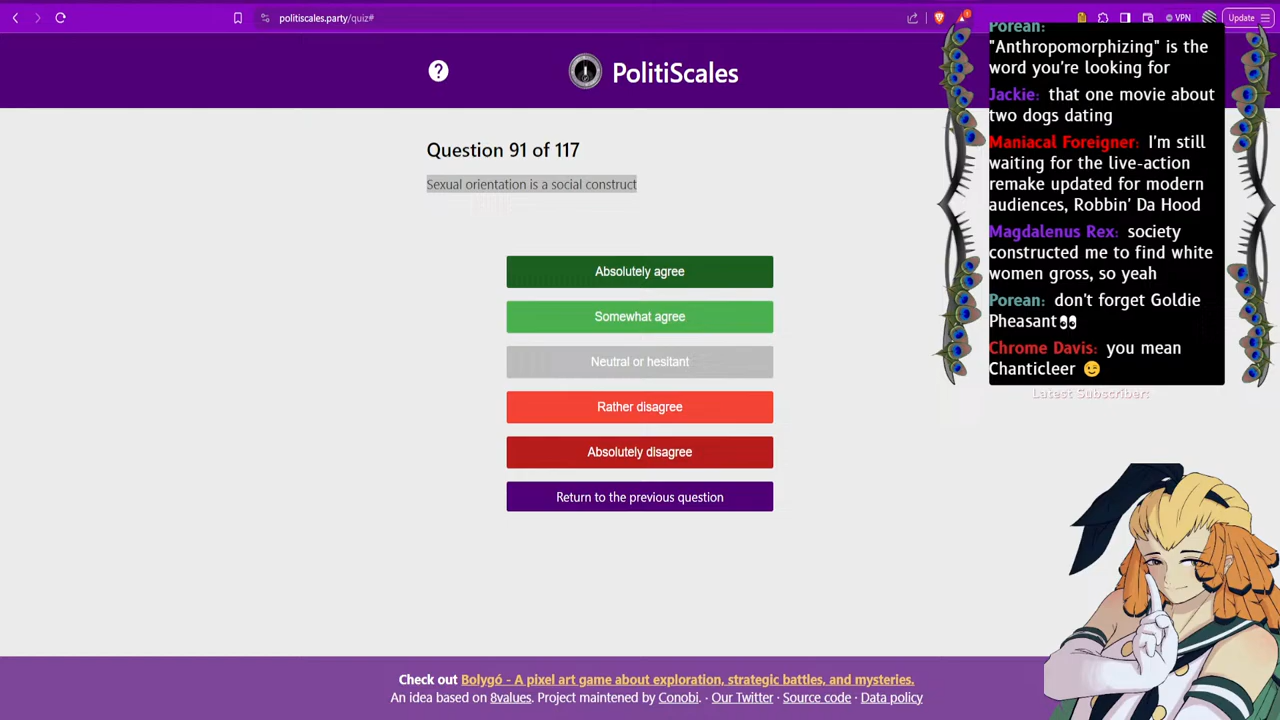 politiscales.party/quiz#
VPN
Update
PolitiScales
Question 91 of 117
Sexual orientation is a social construct
Absolutely agree
Somewhat agree
Neutral or hesitant
Rather disagree
Absolutely disagree
Return to the previous question
Check out Bolygó - A pixel art game about exploration, strategic battles, and mysteries.
An idea based on 8values. Project maintened by Conobi. · Our Twitter · Source code · Data policy
Porean:
"Anthropomorphizing" is the
word you're looking for
Jackie: that one movie about
two dogs dating
Maniacal Foreigner: I'm still
waiting for the live-action
remake updated for modern
audiences, Robbin' Da Hood
Magdalenus Rex: society
constructed me to find white
women gross, so yeah
Porean: don't forget Goldie
Pheasant👀
Chrome Davis: you mean
Chanticleer 😉
Latest Subscriber: